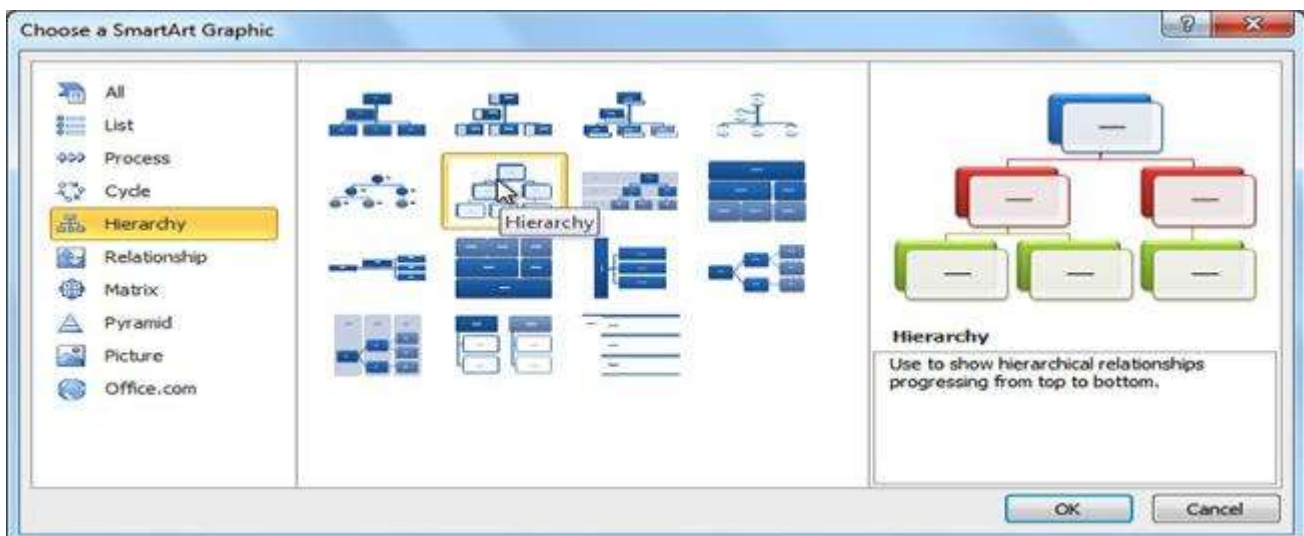 Choose a SmartArt Graphic
All
List
Process
Cycle
Hierarchy
Relationship
Matrix
Pyramid
Picture
Office.com
Hierarchy
Hierarchy
Use to show hierarchical relationships
progressing from top to bottom.
OK
Cancel